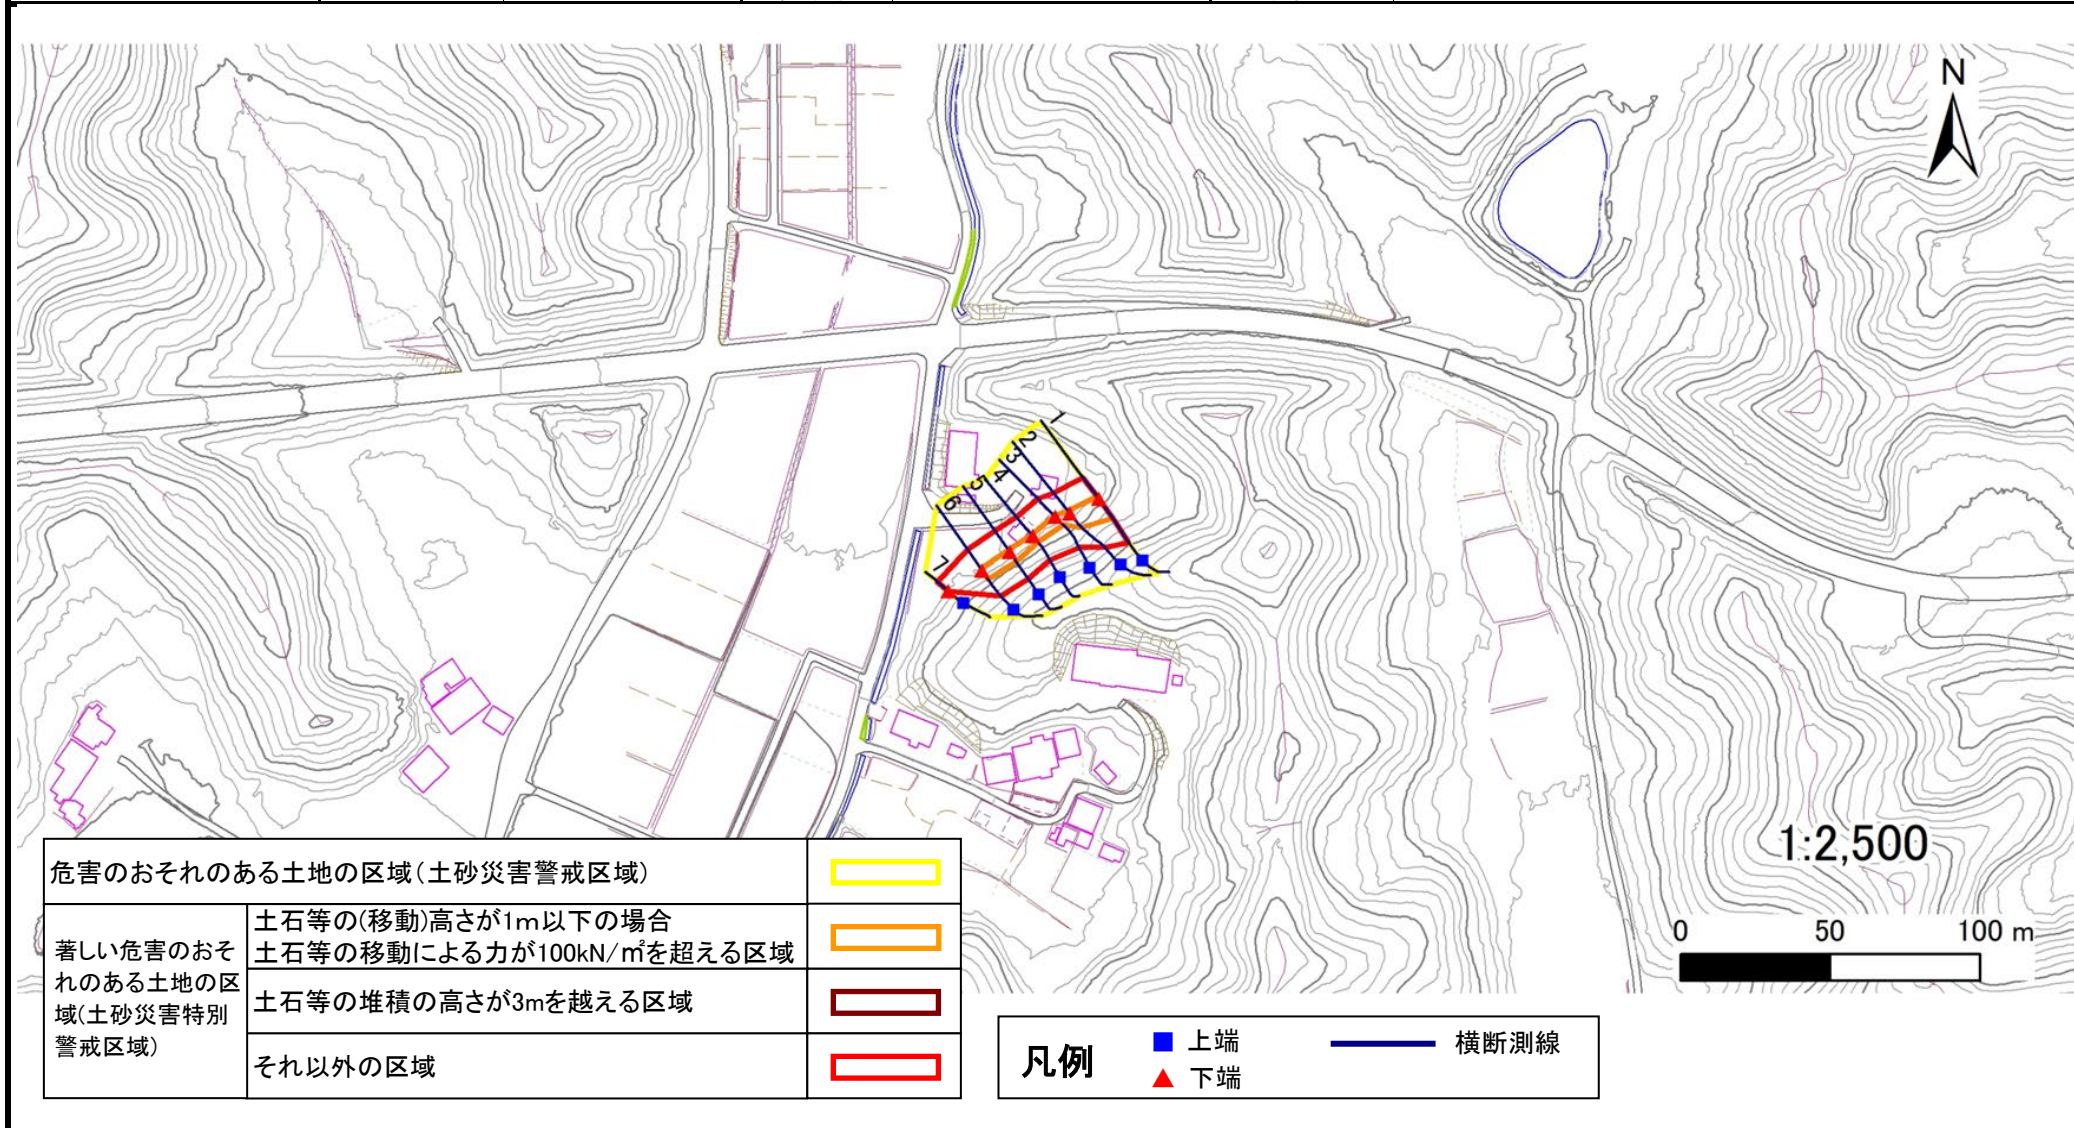 N
1
2
3
4
5
6
7
1:2,500
0 50 100 m
危害のおそれのある土地の区域(土砂災害警戒区域)
著しい危害のおそ
れのある土地の区
域(土砂災害特別
警戒区域)
土石等の(移動)高さが1m以下の場合
土石等の移動による力が100kN/㎡を超える区域
土石等の堆積の高さが3mを越える区域
それ以外の区域
凡例
上端
下端
横断測線